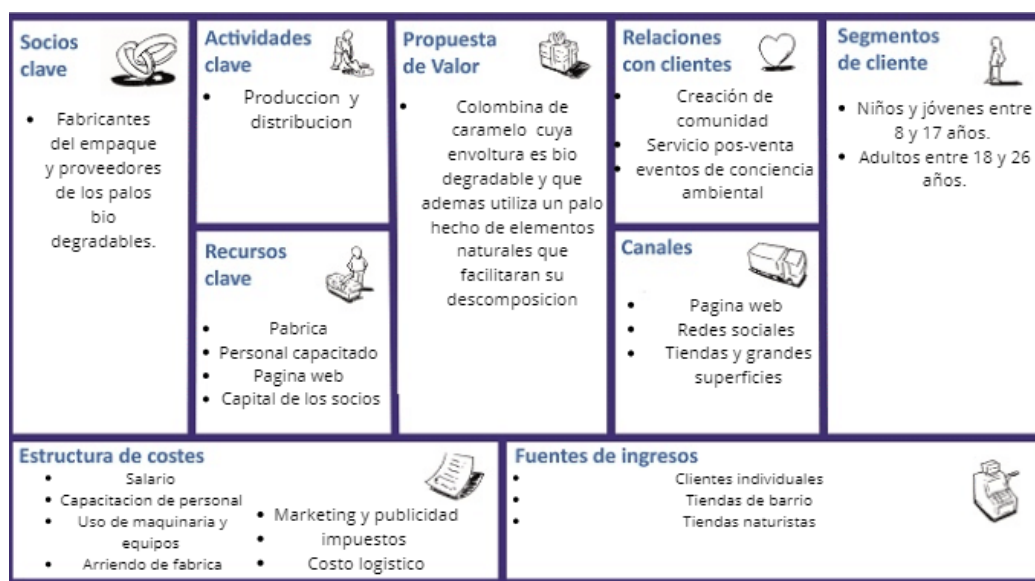 Socios
clave
• Fabricantes
del empaque
y proveedores
de los palos
bio
degradables.
Actividades
clave
• Produccion y
distribucion
Recursos
clave
• Pabrica
• Personal capacitado
• Pagina web
• Capital de los socios
Propuesta
de Valor
• Colombina de
caramelo cuya
envoltura es bio
degradable y que
ademas utiliza un palo
hecho de elementos
naturales que
facilitaran su
descomposicion
Relaciones
con clientes
• Creación de
comunidad
• Servicio pos-venta
• eventos de conciencia
ambiental
Canales
• Pagina web
• Redes sociales
• Tiendas y grandes
superficies
Segmentos
de cliente
• Niños y jóvenes entre
8 y 17 años.
• Adultos entre 18 y 26
años.
Estructura de costes
• Salario
• Capacitacion de personal
• Uso de maquinaria y
equipos
• Arriendo de fabrica
• Marketing y publicidad
• impuestos
• Costo logistico
Fuentes de ingresos
• Clientes individuales
• Tiendas de barrio
• Tiendas naturistas